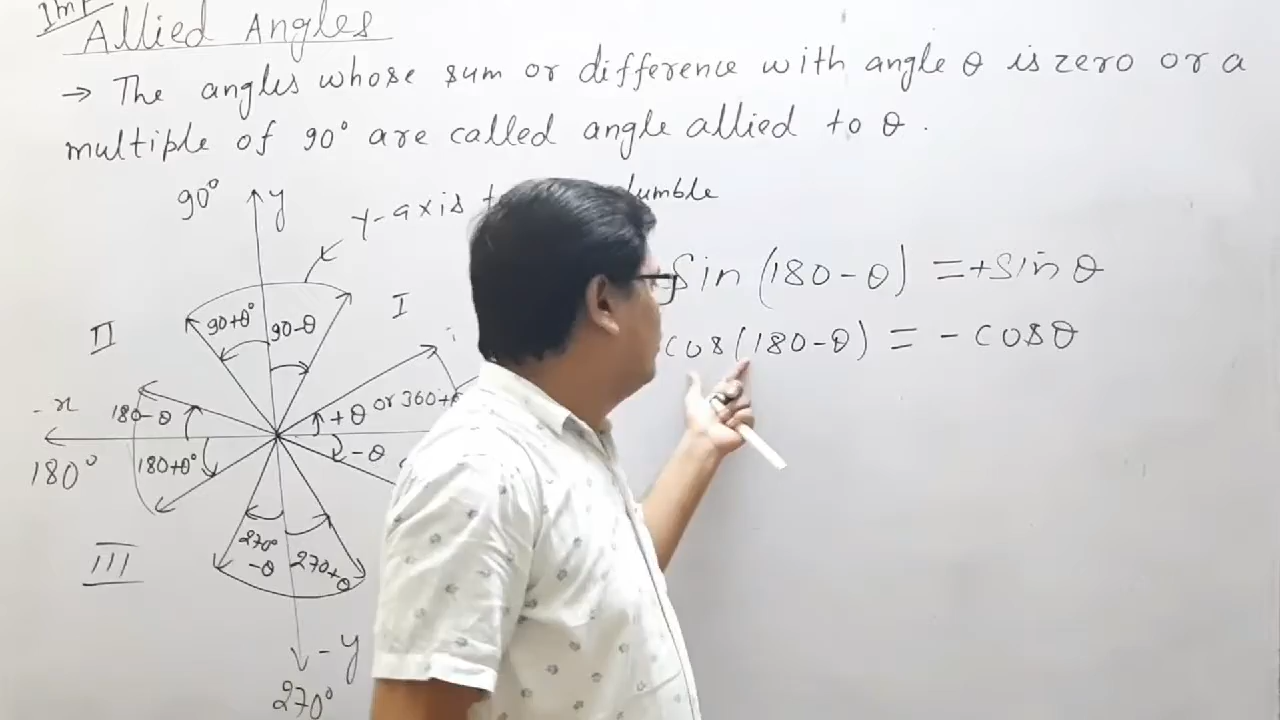 Imp
Allied Angles
→ The angles whose sum or difference with angle θ is zero or a
multiple of 90° are called angle allied to θ .
90°
y
y-axis
sin (180-θ) = +sin θ
cos (180-θ) = - cosθ
II
90+θ°
90-θ
I
-x
180-θ
+θ or 360+θ
180°
180+θ°
-θ
III
270°
-θ
270+θ
-y
270°